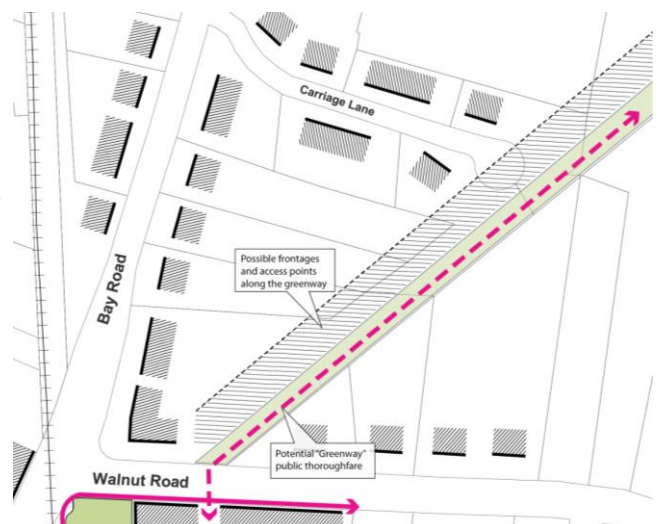 Carriage Lane
Possible frontages
and access points
along the greenway
Bay Road
Potential "Greenway"
public thoroughfare
Walnut Road